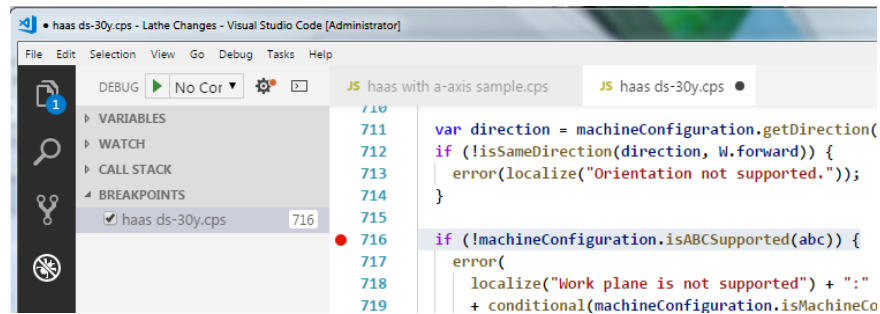 ● haas ds-30y.cps - Lathe Changes - Visual Studio Code [Administrator]
File Edit Selection View Go Debug Tasks Help
DEBUG No Cor
JS haas with a-axis sample.cps JS haas ds-30y.cps ●
1
VARIABLES
WATCH
CALL STACK
BREAKPOINTS
haas ds-30y.cps 716
710
711 var direction = machineConfiguration.getDirection(
712 if (!isSameDirection(direction, W.forward)) {
713 error(localize("Orientation not supported."));
714 }
715
716 if (!machineConfiguration.isABCSupported(abc)) {
717 error(
718 localize("Work plane is not supported") + ":"
719 + conditional(machineConfiguration.isMachineCo